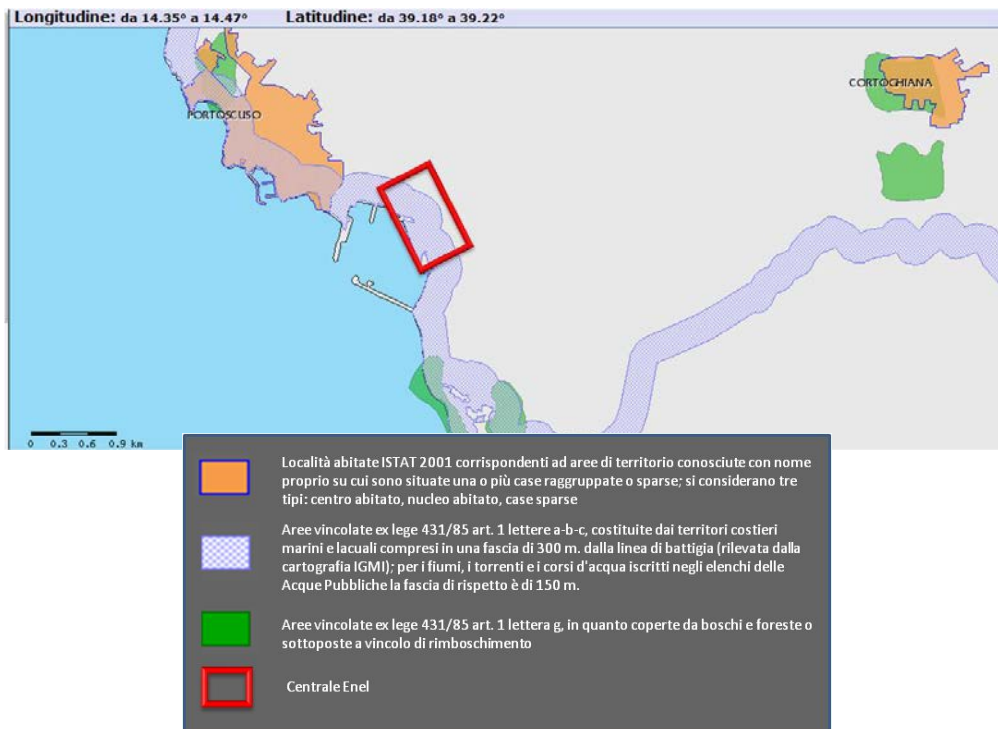 Longitudine: da 14.35° a 14.47° Latitudine: da 39.18° a 39.22°
CORTOGHIANA
PORTOSCUSO
0 0.3 0.6 0.9 km
Località abitate ISTAT 2001 corrispondenti ad aree di territorio conosciute con nome
proprio su cui sono situate una o più case raggruppate o sparse; si considerano tre
tipi: centro abitato, nucleo abitato, case sparse
Aree vincolate ex lege 431/85 art. 1 lettere a-b-c, costituite dai territori costieri
marini e lacuali compresi in una fascia di 300 m. dalla linea di battigia (rilevata dalla
cartografia IGMI); per i fiumi, i torrenti e i corsi d'acqua iscritti negli elenchi delle
Acque Pubbliche la fascia di rispetto è di 150 m.
Aree vincolate ex lege 431/85 art. 1 lettera g, in quanto coperte da boschi e foreste o
sottoposte a vincolo di rimboschimento
Centrale Enel